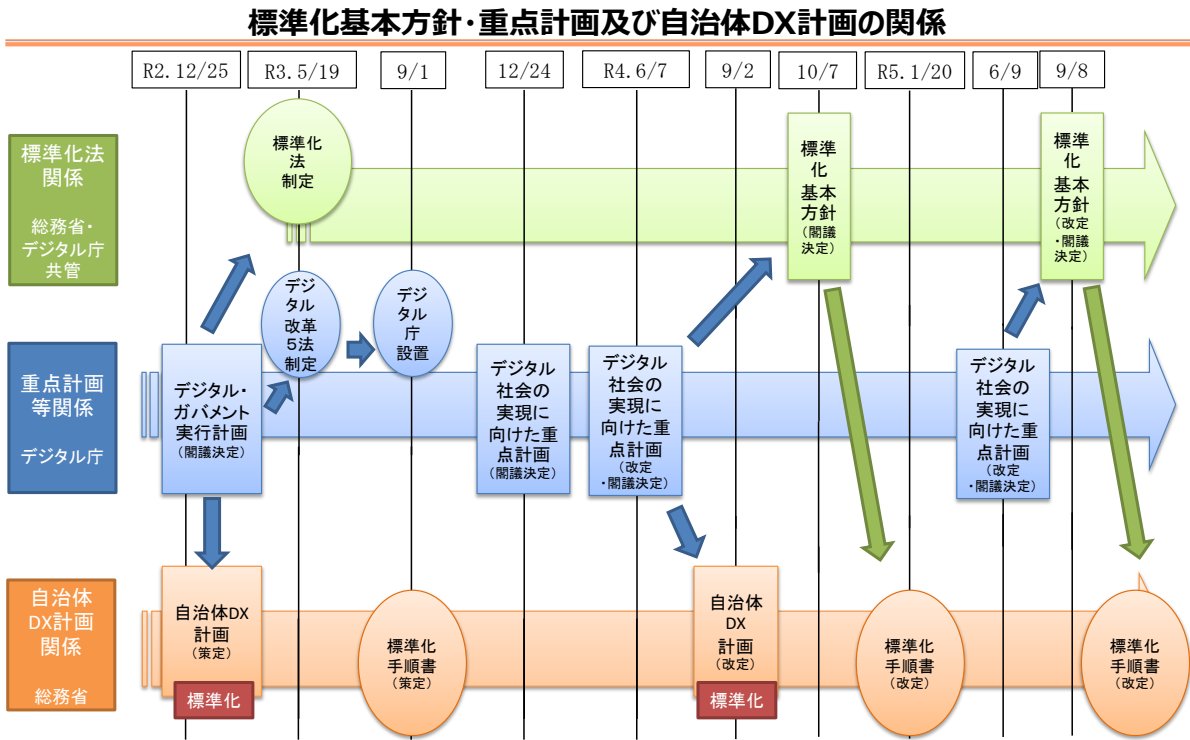 標準化基本方針・重点計画及び自治体DX計画の関係
R2.12/25
R3.5/19
9/1
12/24
R4.6/7
9/2
10/7
R5.1/20
6/9
9/8
標準化法
関係
総務省・
デジタル庁
共管
標準化
法
制定
標準
化
基本
方針
(閣議
決定)
標準
化
基本
方針
(改定
・閣議
決定)
重点計画
等関係
デジタル庁
デジタル・
ガバメント
実行計画
(閣議決定)
デジ
タル
改革
5法
制定
デジ
タル
庁
設置
デジタル
社会の
実現に
向けた重
点計画
(閣議決定)
デジタル
社会の
実現に
向けた重
点計画
(改定
・閣議決定)
デジタル
社会の
実現に
向けた重
点計画
(改定
・閣議決定)
自治体
DX計画
関係
総務省
自治体DX
計画
(策定)
標準化
標準化
手順書
(策定)
自治体
DX
計画
(改定)
標準化
標準化
手順書
(改定)
標準化
手順書
(改定)